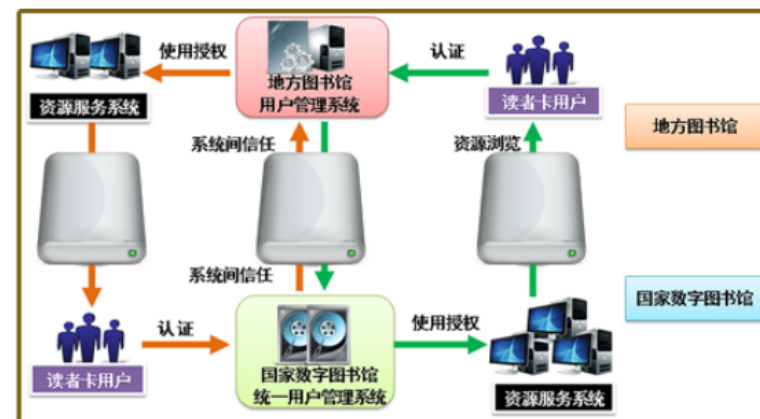 使用授权
认证
资源服务系统
地方图书馆
用户管理系统
读者卡用户
地方图书馆
系统间信任
资源浏览
系统间信任
国家数字图书馆
认证
使用授权
读者卡用户
国家数字图书馆
统一用户管理系统
资源服务系统